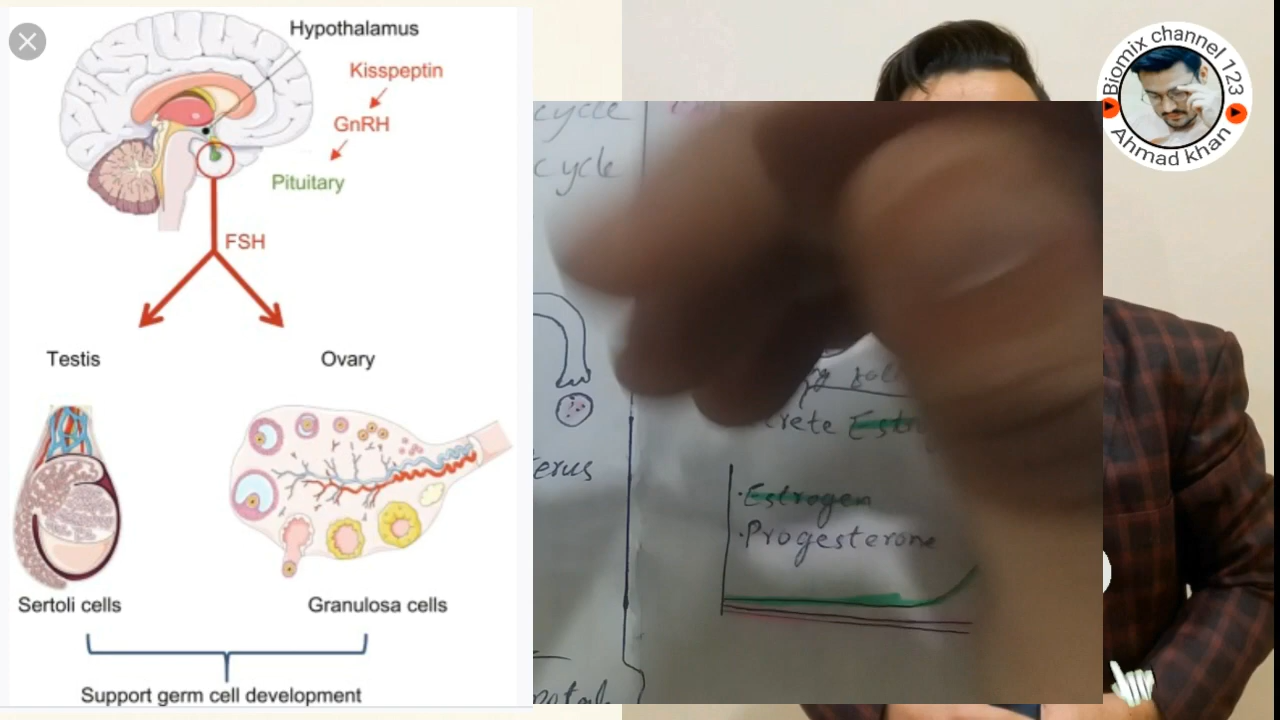 Hypothalamus
Kisspeptin
GnRH
Pituitary
FSH
Testis
Ovary
Sertoli cells
Granulosa cells
Support germ cell development
cycle
cycle
·Estrogen
·Progesterone
Biomix channel 123
Ahmad khan